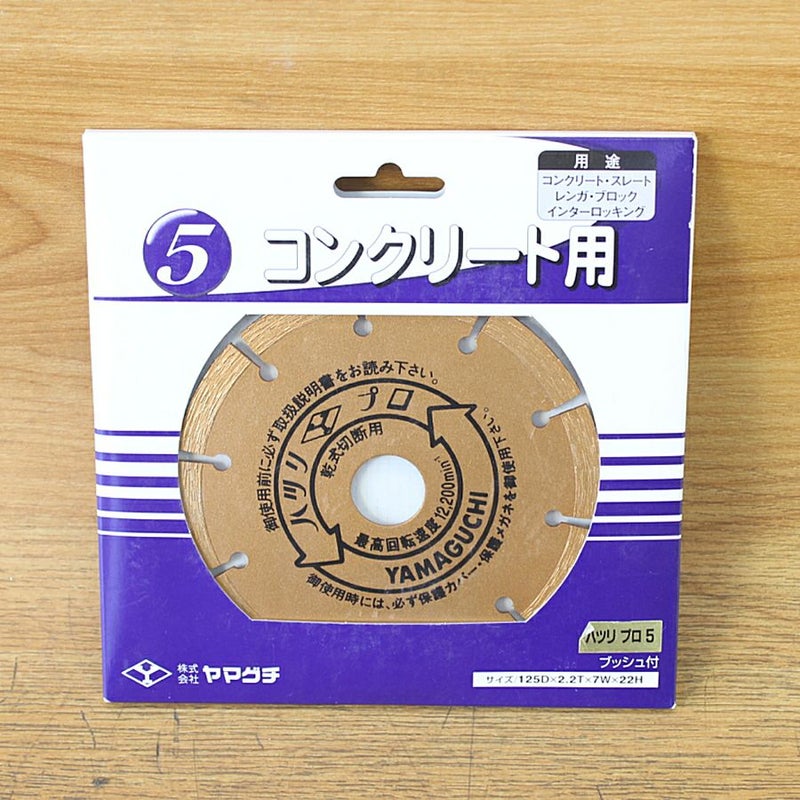 用途
コンクリート・スレート
レンガ・ブロック
インターロッキング
5 コンクリート用
御使用前に必ず取扱説明書をお読み下さい。
ハツリ プロ
乾式切断用
最高回転速度12,200min⁻¹
YAMAGUCHI
御使用時には、必ず保護カバー・保護メガネを御使用下さい。
ハツリ プロ 5
ブッシュ付
株式会社 ヤマグチ
サイズ/125D×2.2T×7W×22H